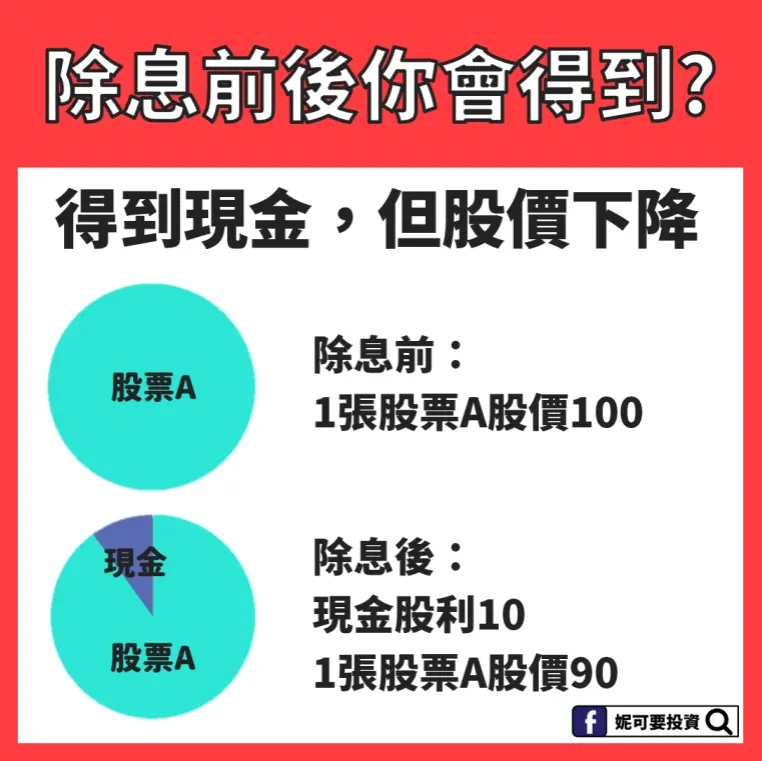 除息前後你會得到?
得到現金，但股價下降
股票A
除息前：
1張股票A股價100
現金
股票A
除息後：
現金股利10
1張股票A股價90
f 妮可要投資